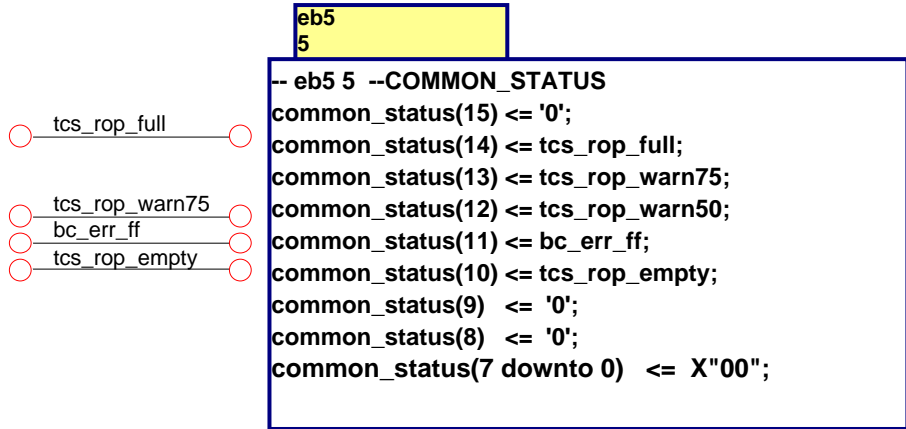 eb5
5
-- eb5 5  --COMMON_STATUS
common_status(15) <= '0';
tcs_rop_full
common_status(14) <= tcs_rop_full;
common_status(13) <= tcs_rop_warn75;
tcs_rop_warn75
common_status(12) <= tcs_rop_warn50;
bc_err_ff
common_status(11) <= bc_err_ff;
tcs_rop_empty
common_status(10) <= tcs_rop_empty;
common_status(9)   <=  '0';
common_status(8)   <=  '0';
common_status(7 downto 0)   <=  X"00";